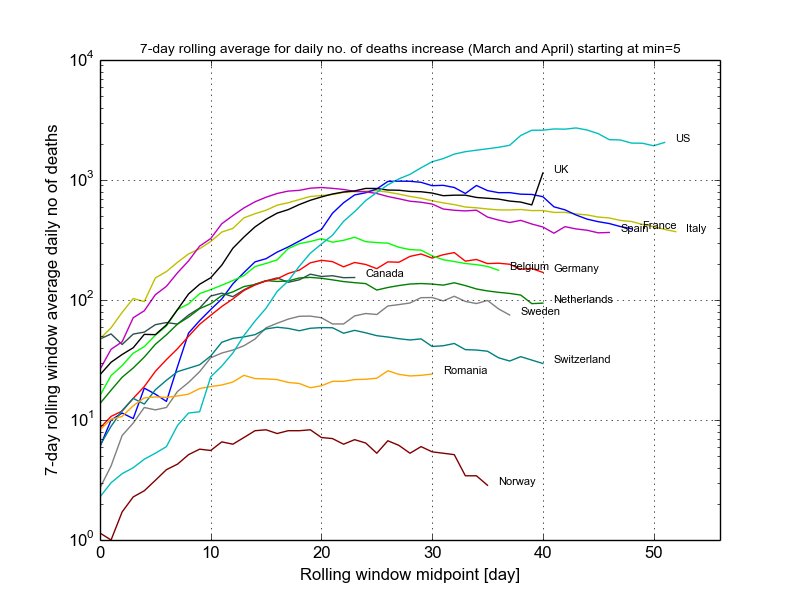 7-day rolling average for daily no. of deaths increase (March and April) starting at min=5
7-day rolling window average daily no of deaths
10^4
10^3
10^2
10^1
10^0
US
UK
Spain
France
Italy
Belgium
Germany
Canada
Netherlands
Sweden
Switzerland
Romania
Norway
0 10 20 30 40 50
Rolling window midpoint [day]